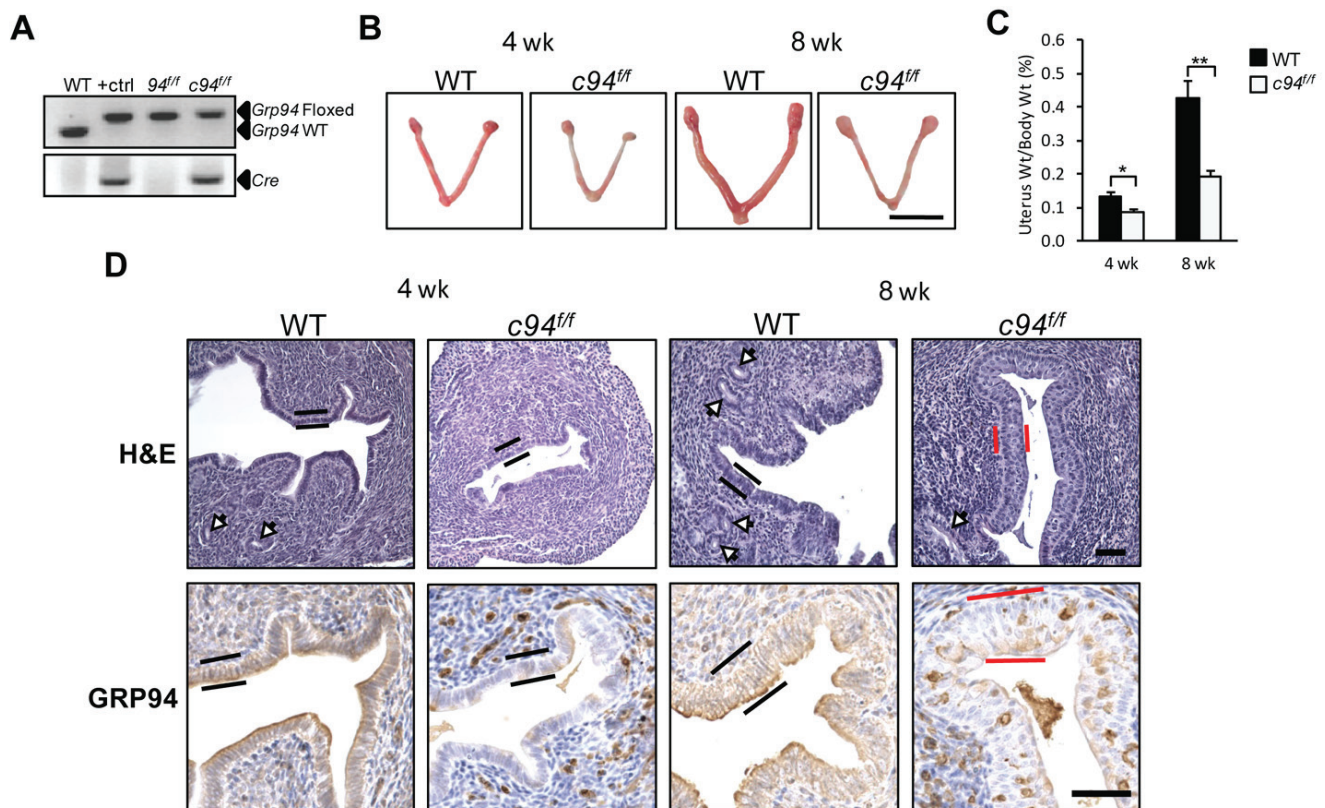 A
WT +ctrl 94f/f c94f/f
Grp94 Floxed
Grp94 WT
Cre
B
4 wk 8 wk
WT c94f/f WT c94f/f
C
Uterus Wt/Body Wt (%)
0.6
0.5
0.4
0.3
0.2
0.1
0.0
*
**
4 wk 8 wk
WT
c94f/f
D
4 wk 8 wk
WT c94f/f WT c94f/f
H&E
GRP94